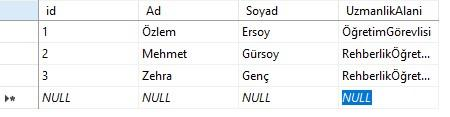 id Ad Soyad UzmanlikAlani
1 Özlem Ersoy ÖğretimGörevlisi
2 Mehmet Gürsoy RehberlikÖğret...
3 Zehra Genç RehberlikÖğret...
NULL NULL NULL NULL